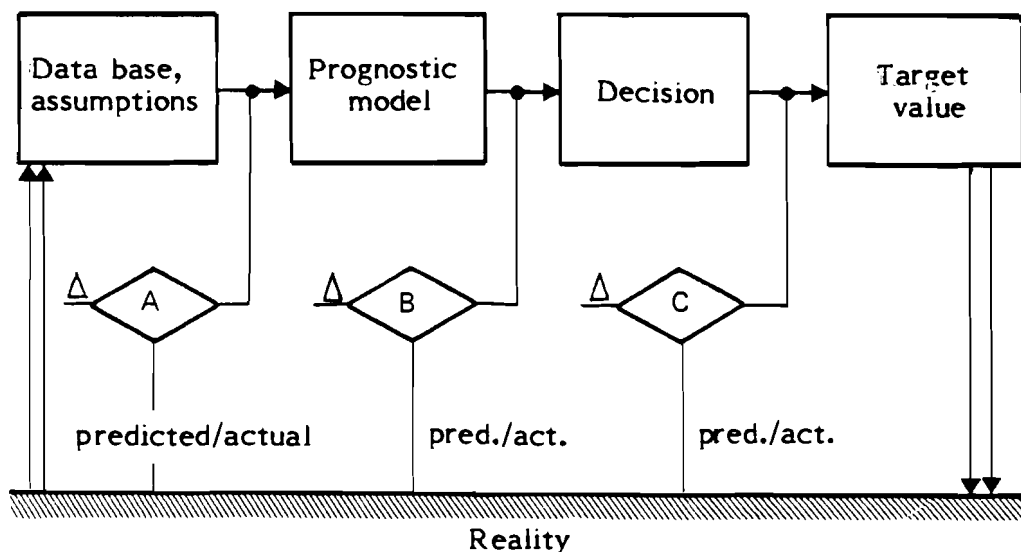 Data base,
assumptions
Prognostic
model
Decision
Target
value
Δ
A
Δ
B
Δ
C
predicted/actual
pred./act.
pred./act.
Reality